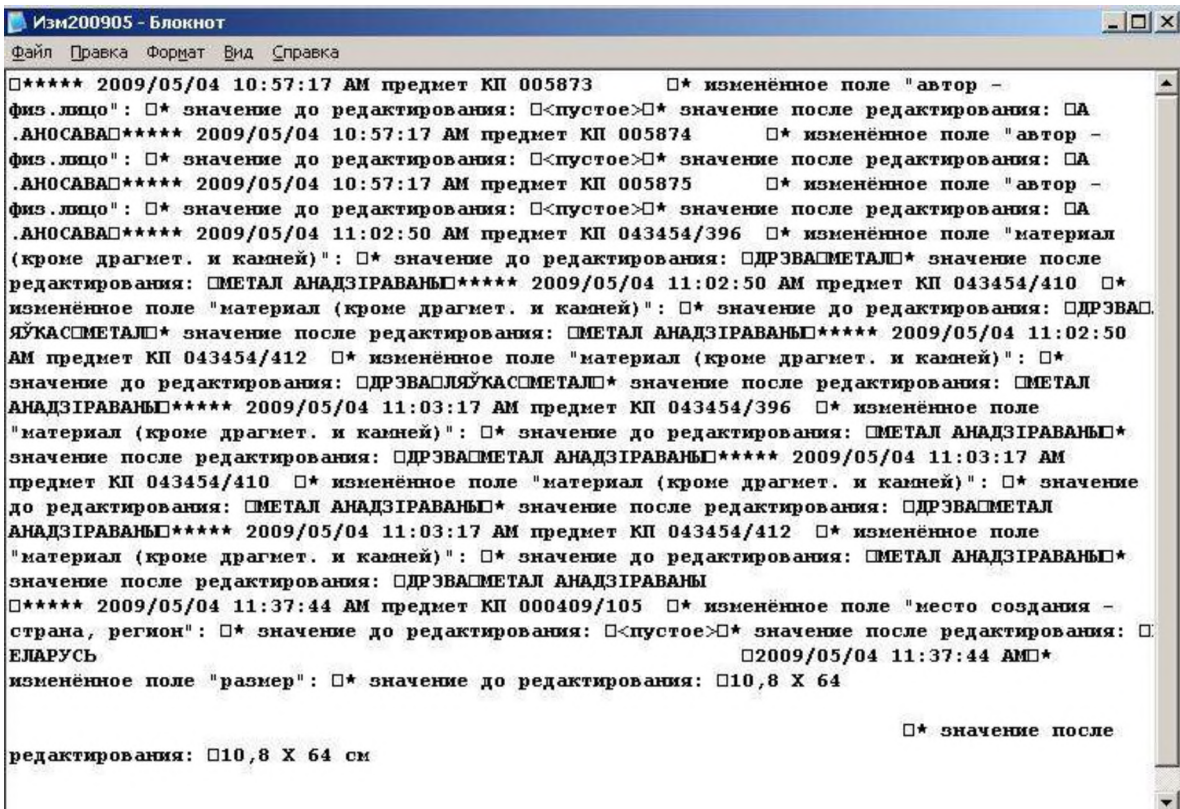 Изм200905 - Блокнот
Файл Правка Формат Вид Справка
□***** 2009/05/04 10:57:17 AM предмет КП 005873 □* изменённое поле "автор -
физ.лицо": □* значение до редактирования: □<пустое>□* значение после редактирования: □А
.АНОСАВА□***** 2009/05/04 10:57:17 AM предмет КП 005874 □* изменённое поле "автор -
физ.лицо": □* значение до редактирования: □<пустое>□* значение после редактирования: □А
.АНОСАВА□***** 2009/05/04 10:57:17 AM предмет КП 005875 □* изменённое поле "автор -
физ.лицо": □* значение до редактирования: □<пустое>□* значение после редактирования: □А
.АНОСАВА□***** 2009/05/04 11:02:50 AM предмет КП 043454/396 □* изменённое поле "материал
(кроме драгмет. и камней)": □* значение до редактирования: □ДРЭВА□МЕТАЛ□* значение после
редактирования: □МЕТАЛ АНАДЗІРАВАНЫ□***** 2009/05/04 11:02:50 AM предмет КП 043454/410 □*
изменённое поле "материал (кроме драгмет. и камней)": □* значение до редактирования: □ДРЭВА□
ЯЎКАС□МЕТАЛ□* значение после редактирования: □МЕТАЛ АНАДЗІРАВАНЫ□***** 2009/05/04 11:02:50
AM предмет КП 043454/412 □* изменённое поле "материал (кроме драгмет. и камней)": □*
значение до редактирования: □ДРЭВА□ЛЯЎКАС□МЕТАЛ□* значение после редактирования: □МЕТАЛ
АНАДЗІРАВАНЫ□***** 2009/05/04 11:03:17 AM предмет КП 043454/396 □* изменённое поле
"материал (кроме драгмет. и камней)": □* значение до редактирования: □МЕТАЛ АНАДЗІРАВАНЫ□*
значение после редактирования: □ДРЭВА□МЕТАЛ АНАДЗІРАВАНЫ□***** 2009/05/04 11:03:17 AM
предмет КП 043454/410 □* изменённое поле "материал (кроме драгмет. и камней)": □* значение
до редактирования: □МЕТАЛ АНАДЗІРАВАНЫ□* значение после редактирования: □ДРЭВА□МЕТАЛ
АНАДЗІРАВАНЫ□***** 2009/05/04 11:03:17 AM предмет КП 043454/412 □* изменённое поле
"материал (кроме драгмет. и камней)": □* значение до редактирования: □МЕТАЛ АНАДЗІРАВАНЫ□*
значение после редактирования: □ДРЭВА□МЕТАЛ АНАДЗІРАВАНЫ
□***** 2009/05/04 11:37:44 AM предмет КП 000409/105 □* изменённое поле "место создания -
страна, регион": □* значение до редактирования: □<пустое>□* значение после редактирования: □
ЕЛАРУСЬ □2009/05/04 11:37:44 AM□*
изменённое поле "размер": □* значение до редактирования: □10,8 X 64
□* значение после
редактирования: □10,8 X 64 см